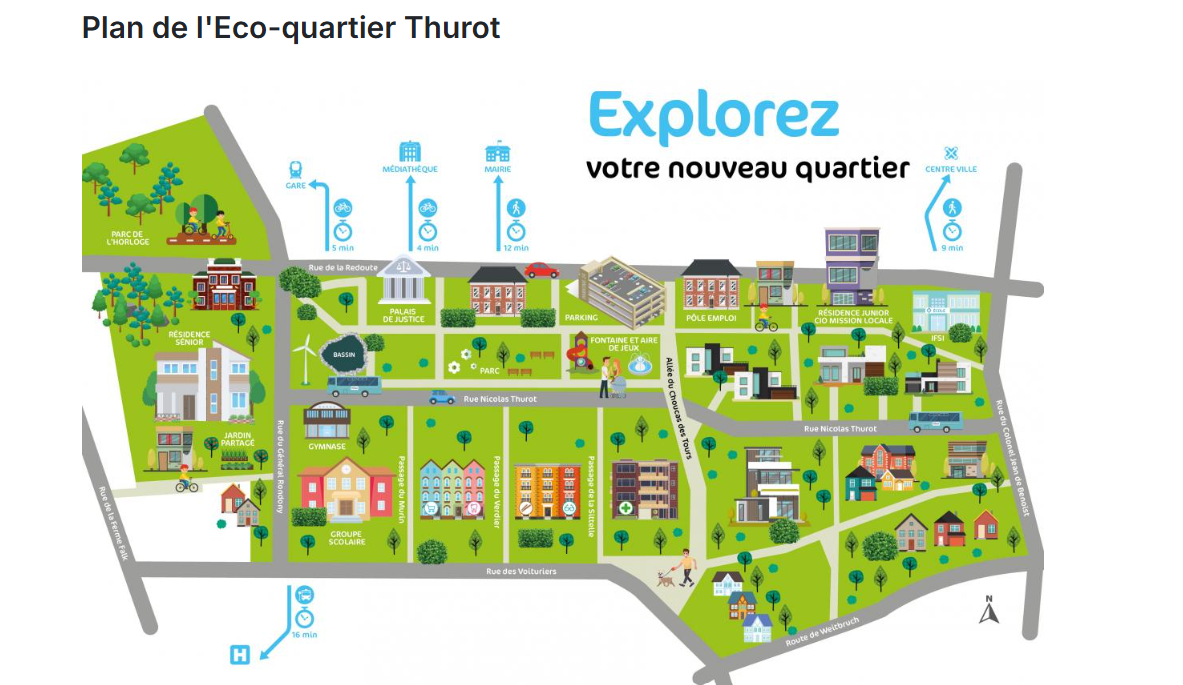 Plan de l'Eco-quartier Thurot
Explorez
votre nouveau quartier
GARE
MÉDIATHÈQUE
MAIRIE
CENTRE VILLE
5 min
4 min
12 min
9 min
PARC DE
L'HORLOGE
Rue de la Redoute
PALAIS
DE JUSTICE
PARKING
PÔLE EMPLOI
RÉSIDENCE JUNIOR
CIO MISSION LOCALE
IFSI
RÉSIDENCE
SÉNIOR
BASSIN
PARC
FONTAINE ET AIRE
DE JEUX
Allée du Choucas des Tours
Rue Nicolas Thurot
Rue Nicolas Thurot
Rue du Colonel Jean de Benoist
JARDIN
PARTAGÉ
Rue du Général Rondony
GYMNASE
GROUPE
SCOLAIRE
Passage du Murin
Passage du Verdier
Passage de la Sittelle
Rue de la Ferme Falk
Rue des Voituriers
Route de Weitbruch
16 min
H
N